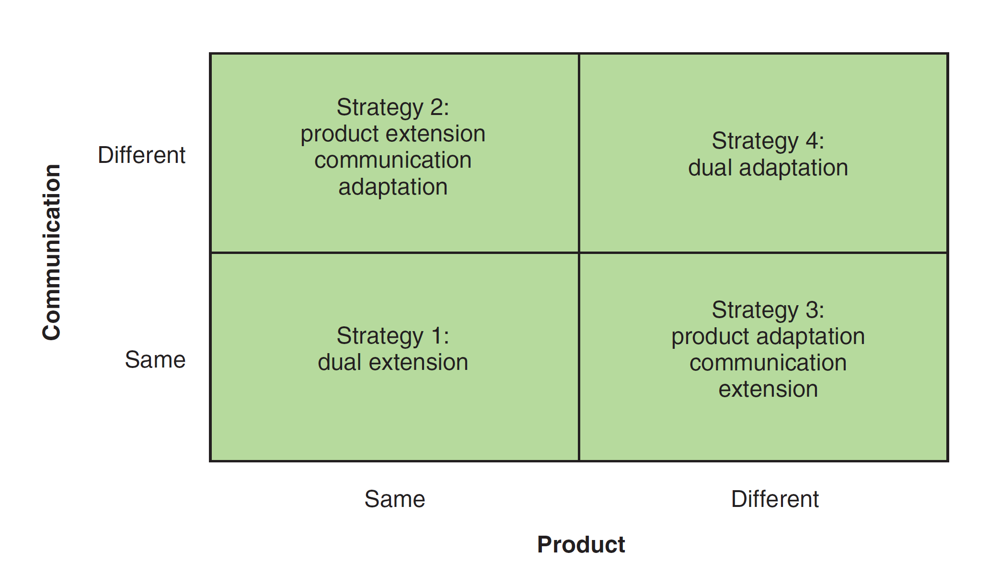 Communication
Different
Same
Strategy 2:
product extension
communication
adaptation
Strategy 4:
dual adaptation
Strategy 1:
dual extension
Strategy 3:
product adaptation
communication
extension
Same
Different
Product